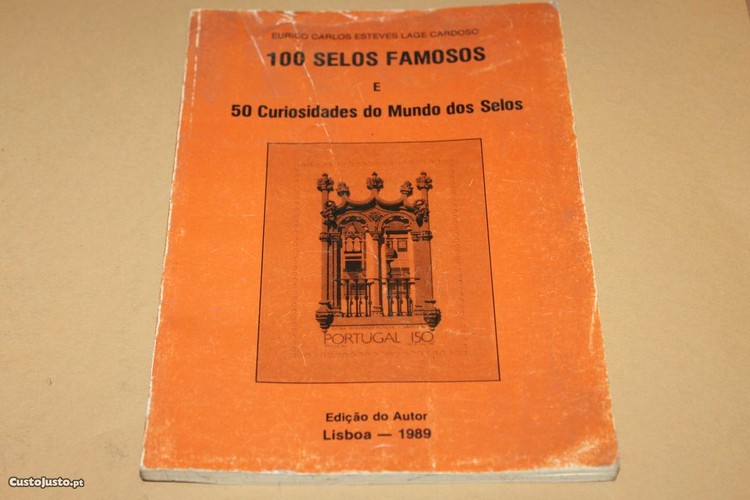 EURICO CARLOS ESTEVES LAGE CARDOSO
100 SELOS FAMOSOS
E
50 Curiosidades do Mundo dos Selos
PORTUGAL 150
Edição do Autor
Lisboa — 1989
CustoJusto.pt